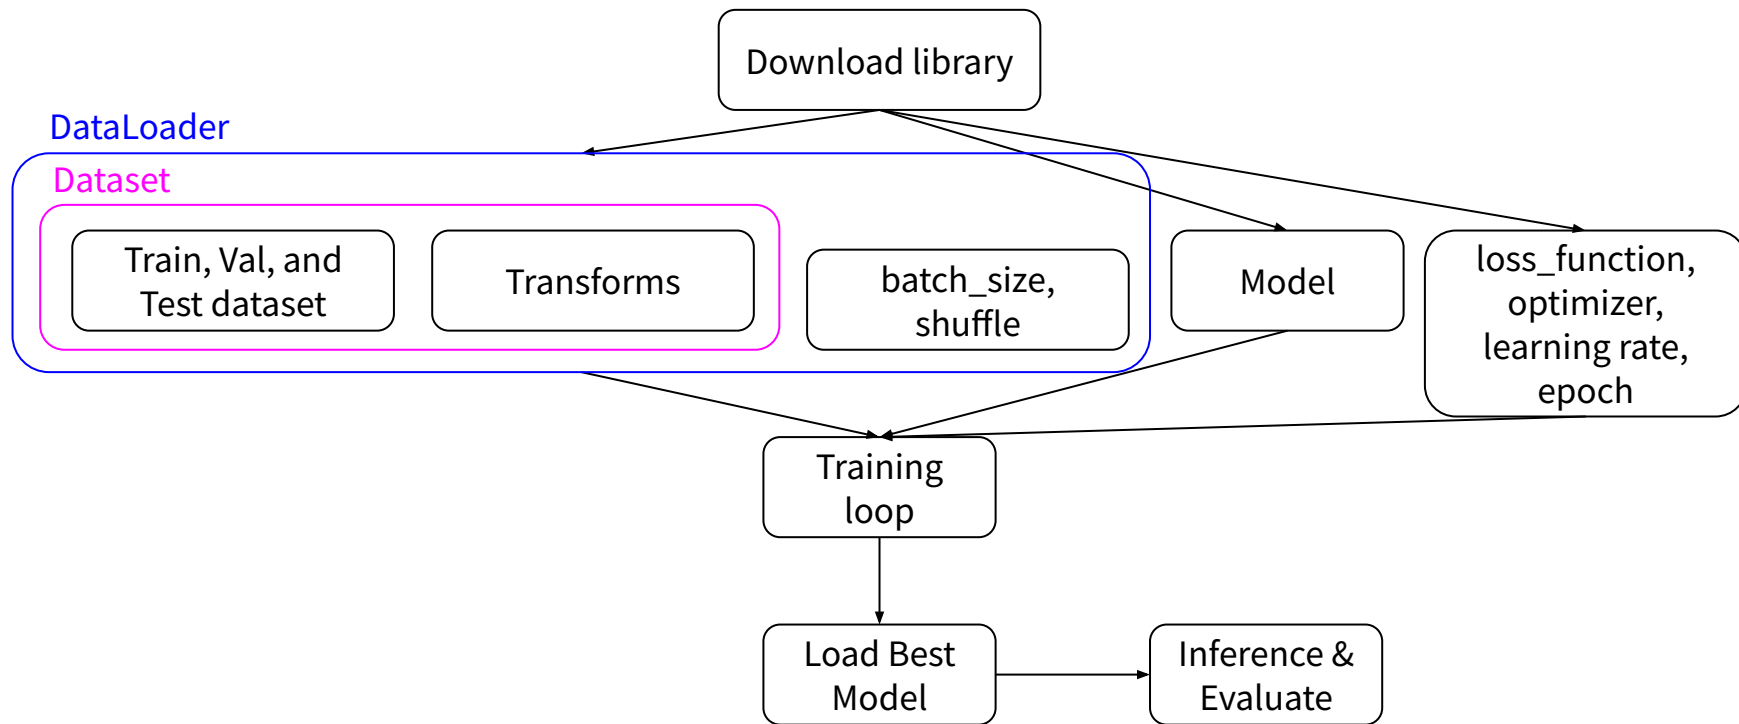 Download library
DataLoader
Dataset
Train, Val, and
Test dataset
Transforms
batch_size,
shuffle
Model
loss_function,
optimizer,
learning rate,
epoch
Training
loop
Load Best
Model
Inference &
Evaluate